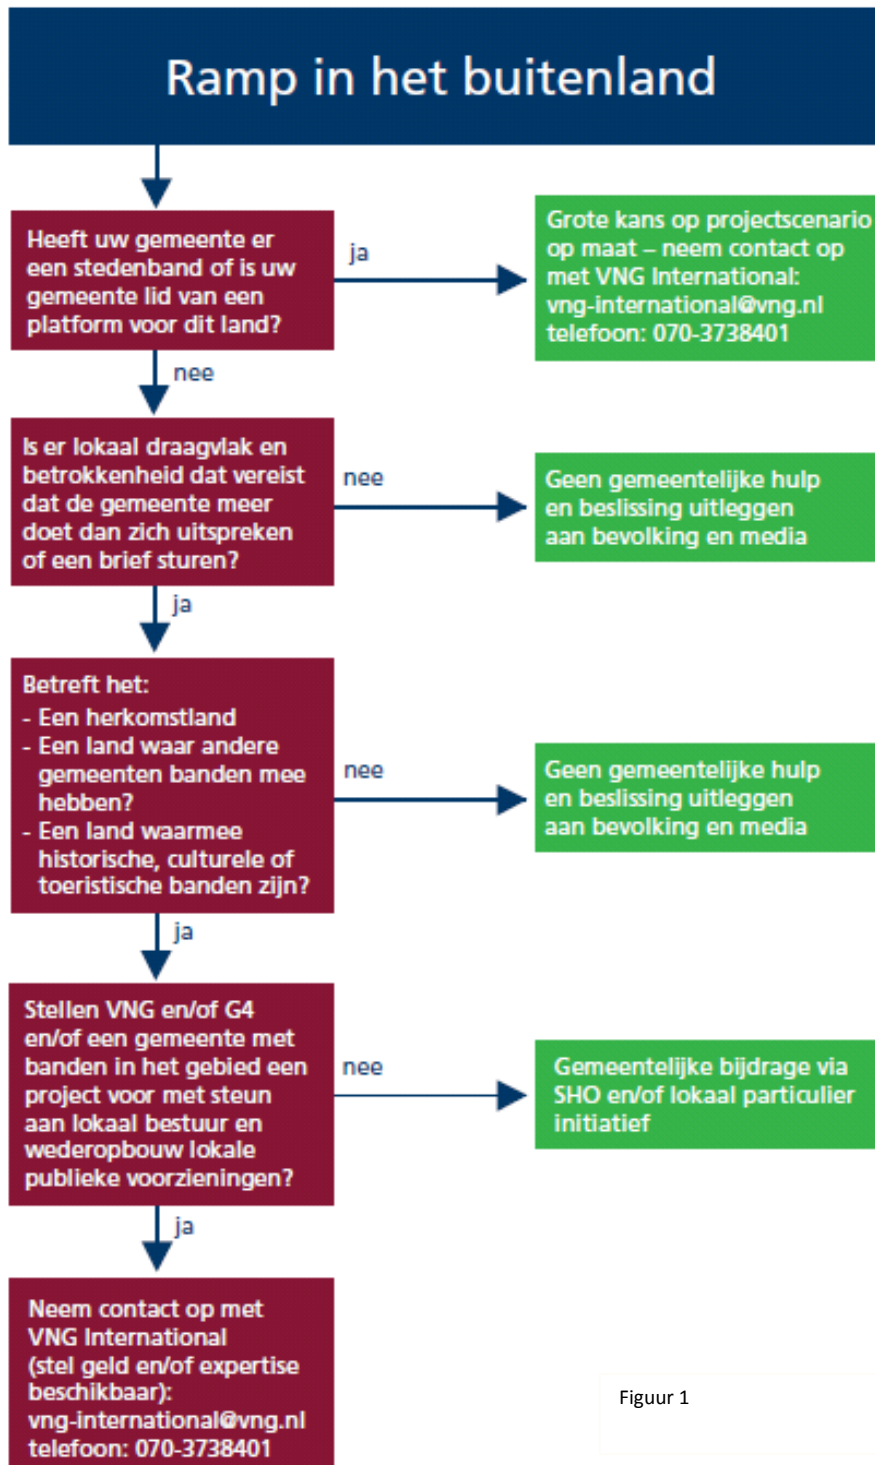 Ramp in het buitenland
Heeft uw gemeente er
een stedenband of is uw
gemeente lid van een
platform voor dit land?
ja
Grote kans op projectscenario
op maat – neem contact op
met VNG International:
vng-international@vng.nl
telefoon: 070-3738401
nee
Is er lokaal draagvlak en
betrokkenheid dat vereist
dat de gemeente meer
doet dan zich uitspreken
of een brief sturen?
nee
Geen gemeentelijke hulp
en beslissing uitleggen
aan bevolking en media
ja
Betreft het:
- Een herkomstland
- Een land waar andere
gemeenten banden mee
hebben?
- Een land waarmee
historische, culturele of
toeristische banden zijn?
nee
Geen gemeentelijke hulp
en beslissing uitleggen
aan bevolking en media
ja
Stellen VNG en/of G4
en/of een gemeente met
banden in het gebied een
project voor met steun
aan lokaal bestuur en
wederopbouw lokale
publieke voorzieningen?
nee
Gemeentelijke bijdrage via
SHO en/of lokaal particulier
initiatief
ja
Neem contact op met
VNG International
(stel geld en/of expertise
beschikbaar):
vng-international@vng.nl
telefoon: 070-3738401
Figuur 1